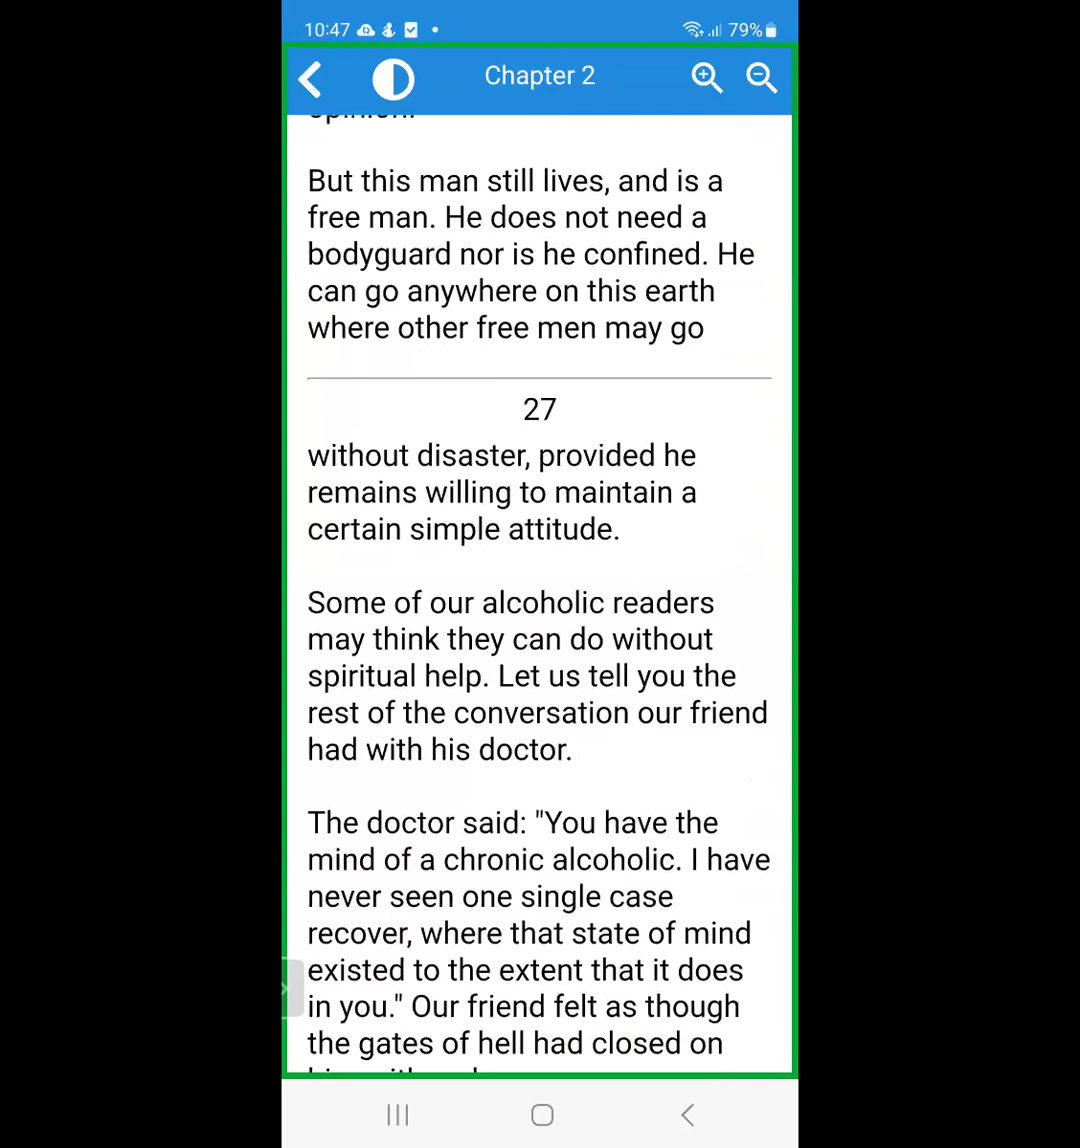 10:47
79%
Chapter 2
opinion.
But this man still lives, and is a
free man. He does not need a
bodyguard nor is he confined. He
can go anywhere on this earth
where other free men may go
27
without disaster, provided he
remains willing to maintain a
certain simple attitude.
Some of our alcoholic readers
may think they can do without
spiritual help. Let us tell you the
rest of the conversation our friend
had with his doctor.
The doctor said: "You have the
mind of a chronic alcoholic. I have
never seen one single case
recover, where that state of mind
existed to the extent that it does
in you." Our friend felt as though
the gates of hell had closed on